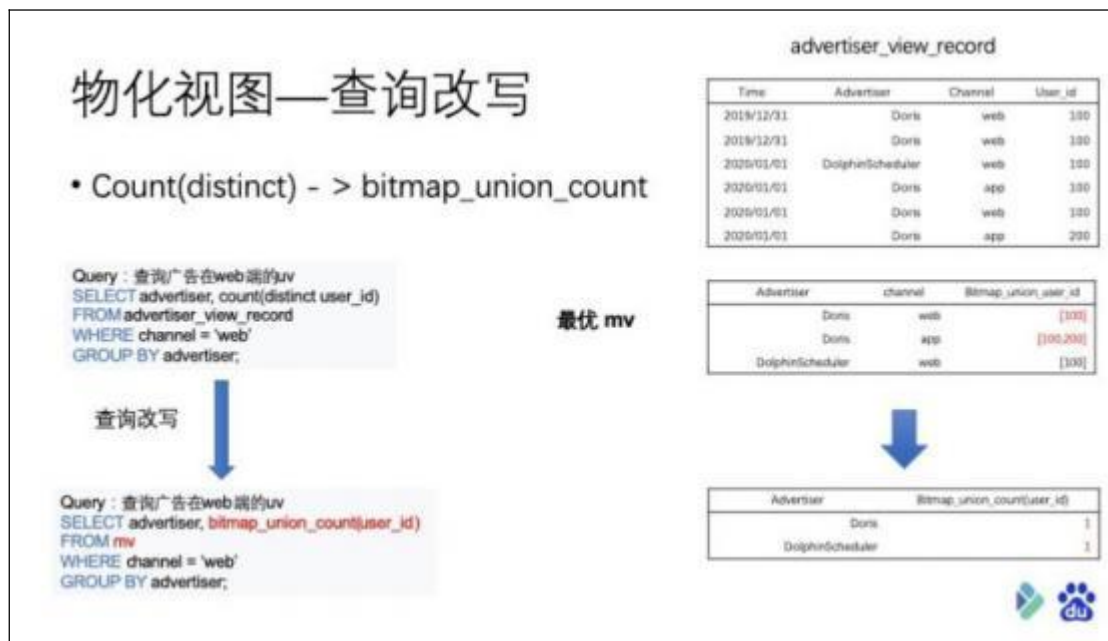 物化视图—查询改写
• Count(distinct) - > bitmap_union_count
Query：查询广告在web端的uv
SELECT advertiser, count(distinct user_id)
FROM advertiser_view_record
WHERE channel = 'web'
GROUP BY advertiser;
查询改写
Query：查询广告在web端的uv
SELECT advertiser, bitmap_union_count(user_id)
FROM mv
WHERE channel = 'web'
GROUP BY advertiser;
advertiser_view_record
Time Advertiser Channel User_id
2019/12/31 Doris web 100
2019/12/31 Doris web 100
2020/01/01 DolphinScheduler web 100
2020/01/01 Doris app 100
2020/01/01 Doris web 100
2020/01/01 Doris app 200
最优 mv
Advertiser channel Bitmap_union_user_id
Doris web [100]
Doris app [100,200]
DolphinScheduler web [100]
Advertiser Bitmap_union_count(user_id)
Doris 1
DolphinScheduler 1
du